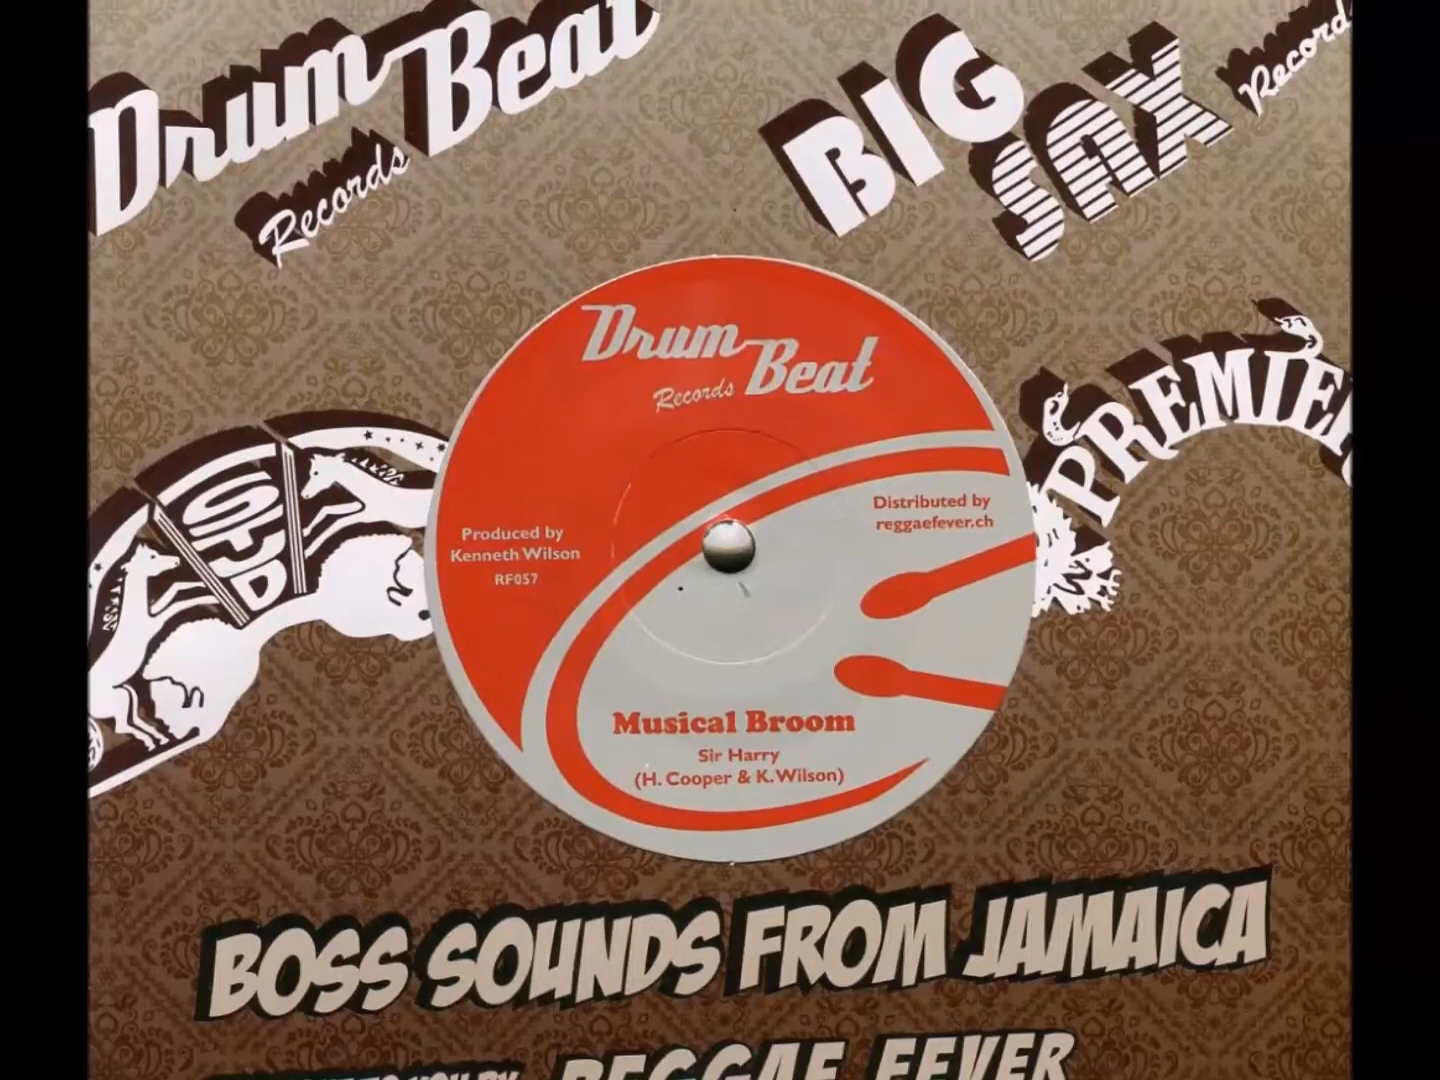 Drum Beat
Records
BIG
SAX
Record
STUD
PREMIE
Drum Beat
Records
Produced by
Kenneth Wilson
RF057
Distributed by
reggaefever.ch
Musical Broom
Sir Harry
(H. Cooper & K. Wilson)
BOSS SOUNDS FROM JAMAICA
REGGAE FEVER